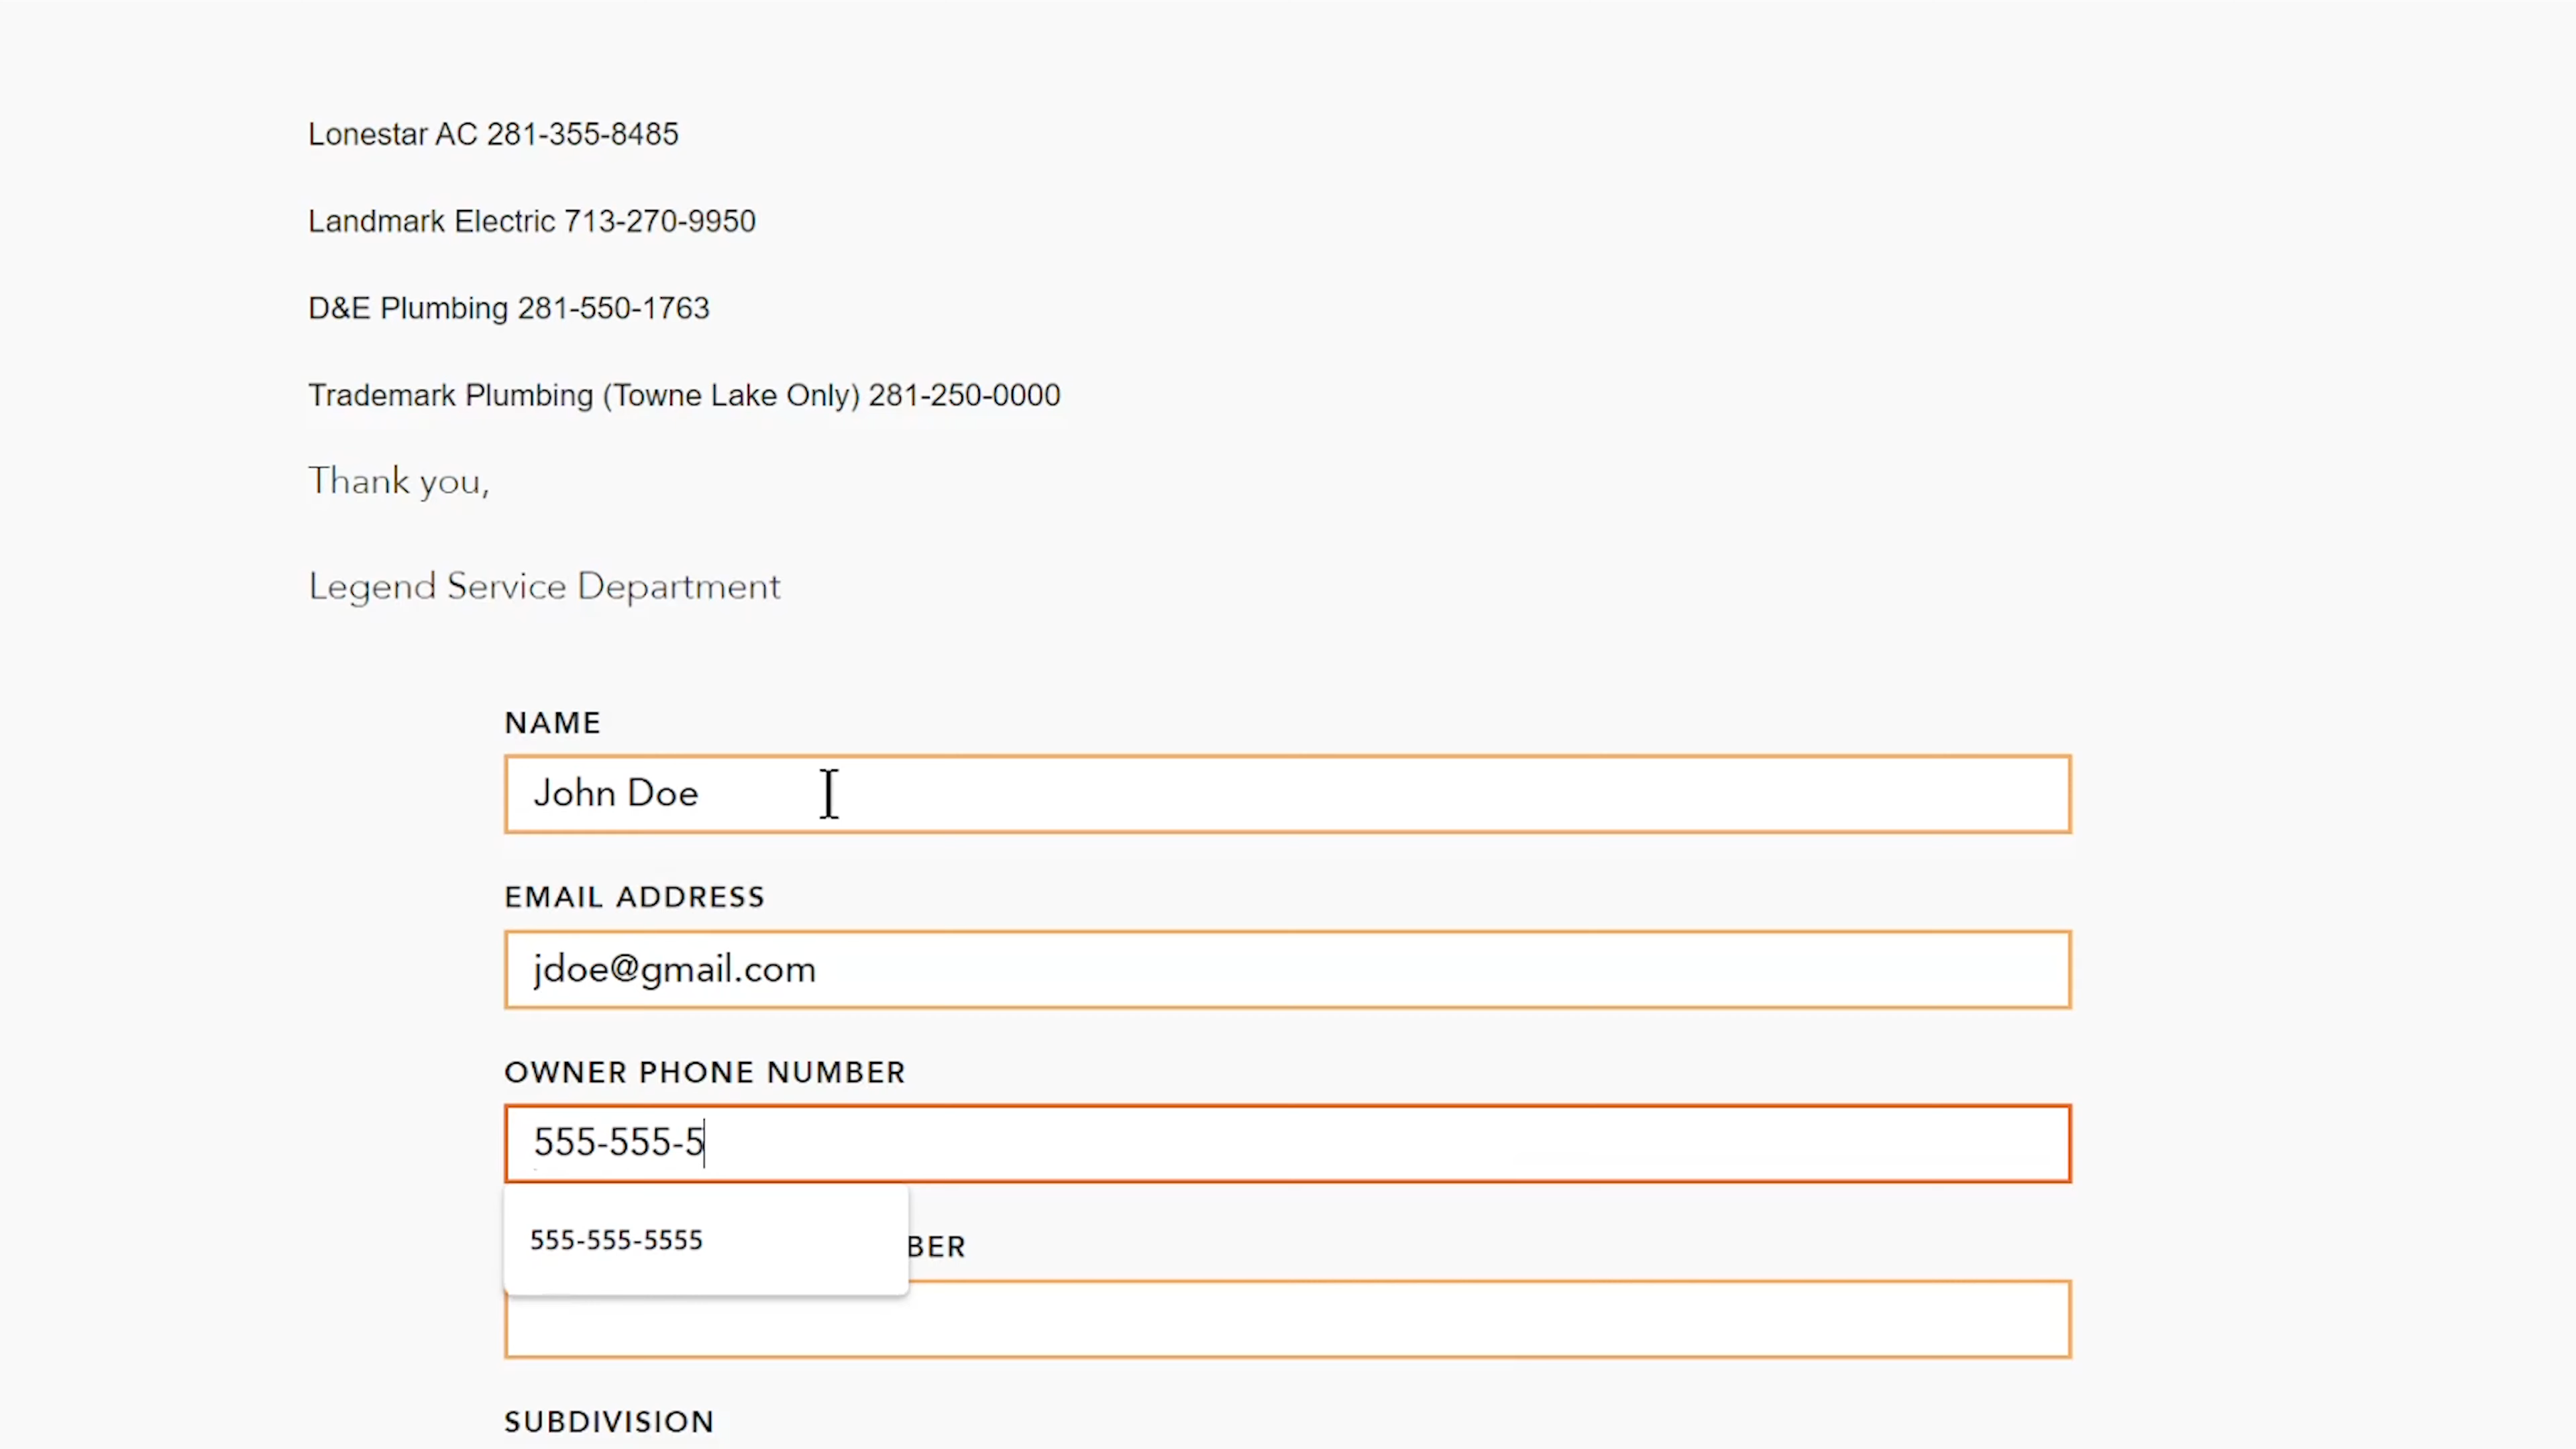 Lonestar AC 281-355-8485
Landmark Electric 713-270-9950
D&E Plumbing 281-550-1763
Trademark Plumbing (Towne Lake Only) 281-250-0000
Thank you,
Legend Service Department
NAME
John Doe
EMAIL ADDRESS
jdoe@gmail.com
OWNER PHONE NUMBER
555-555-5
555-555-5555
BER
SUBDIVISION